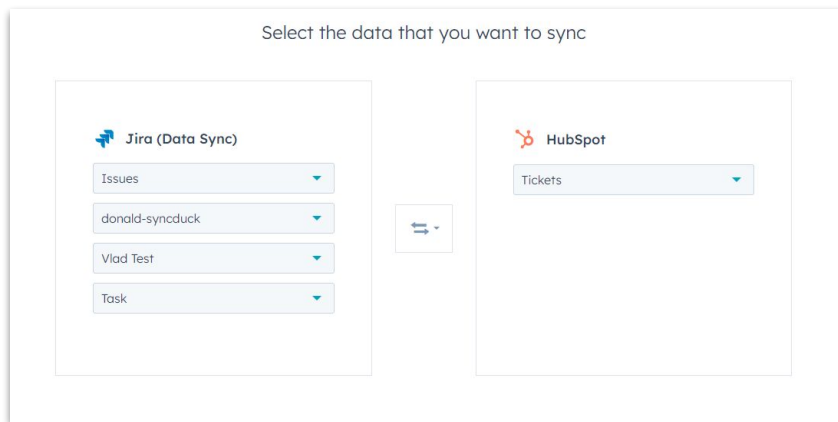 Select the data that you want to sync
Jira (Data Sync)
Issues
donald-syncduck
Vlad Test
Task
HubSpot
Tickets